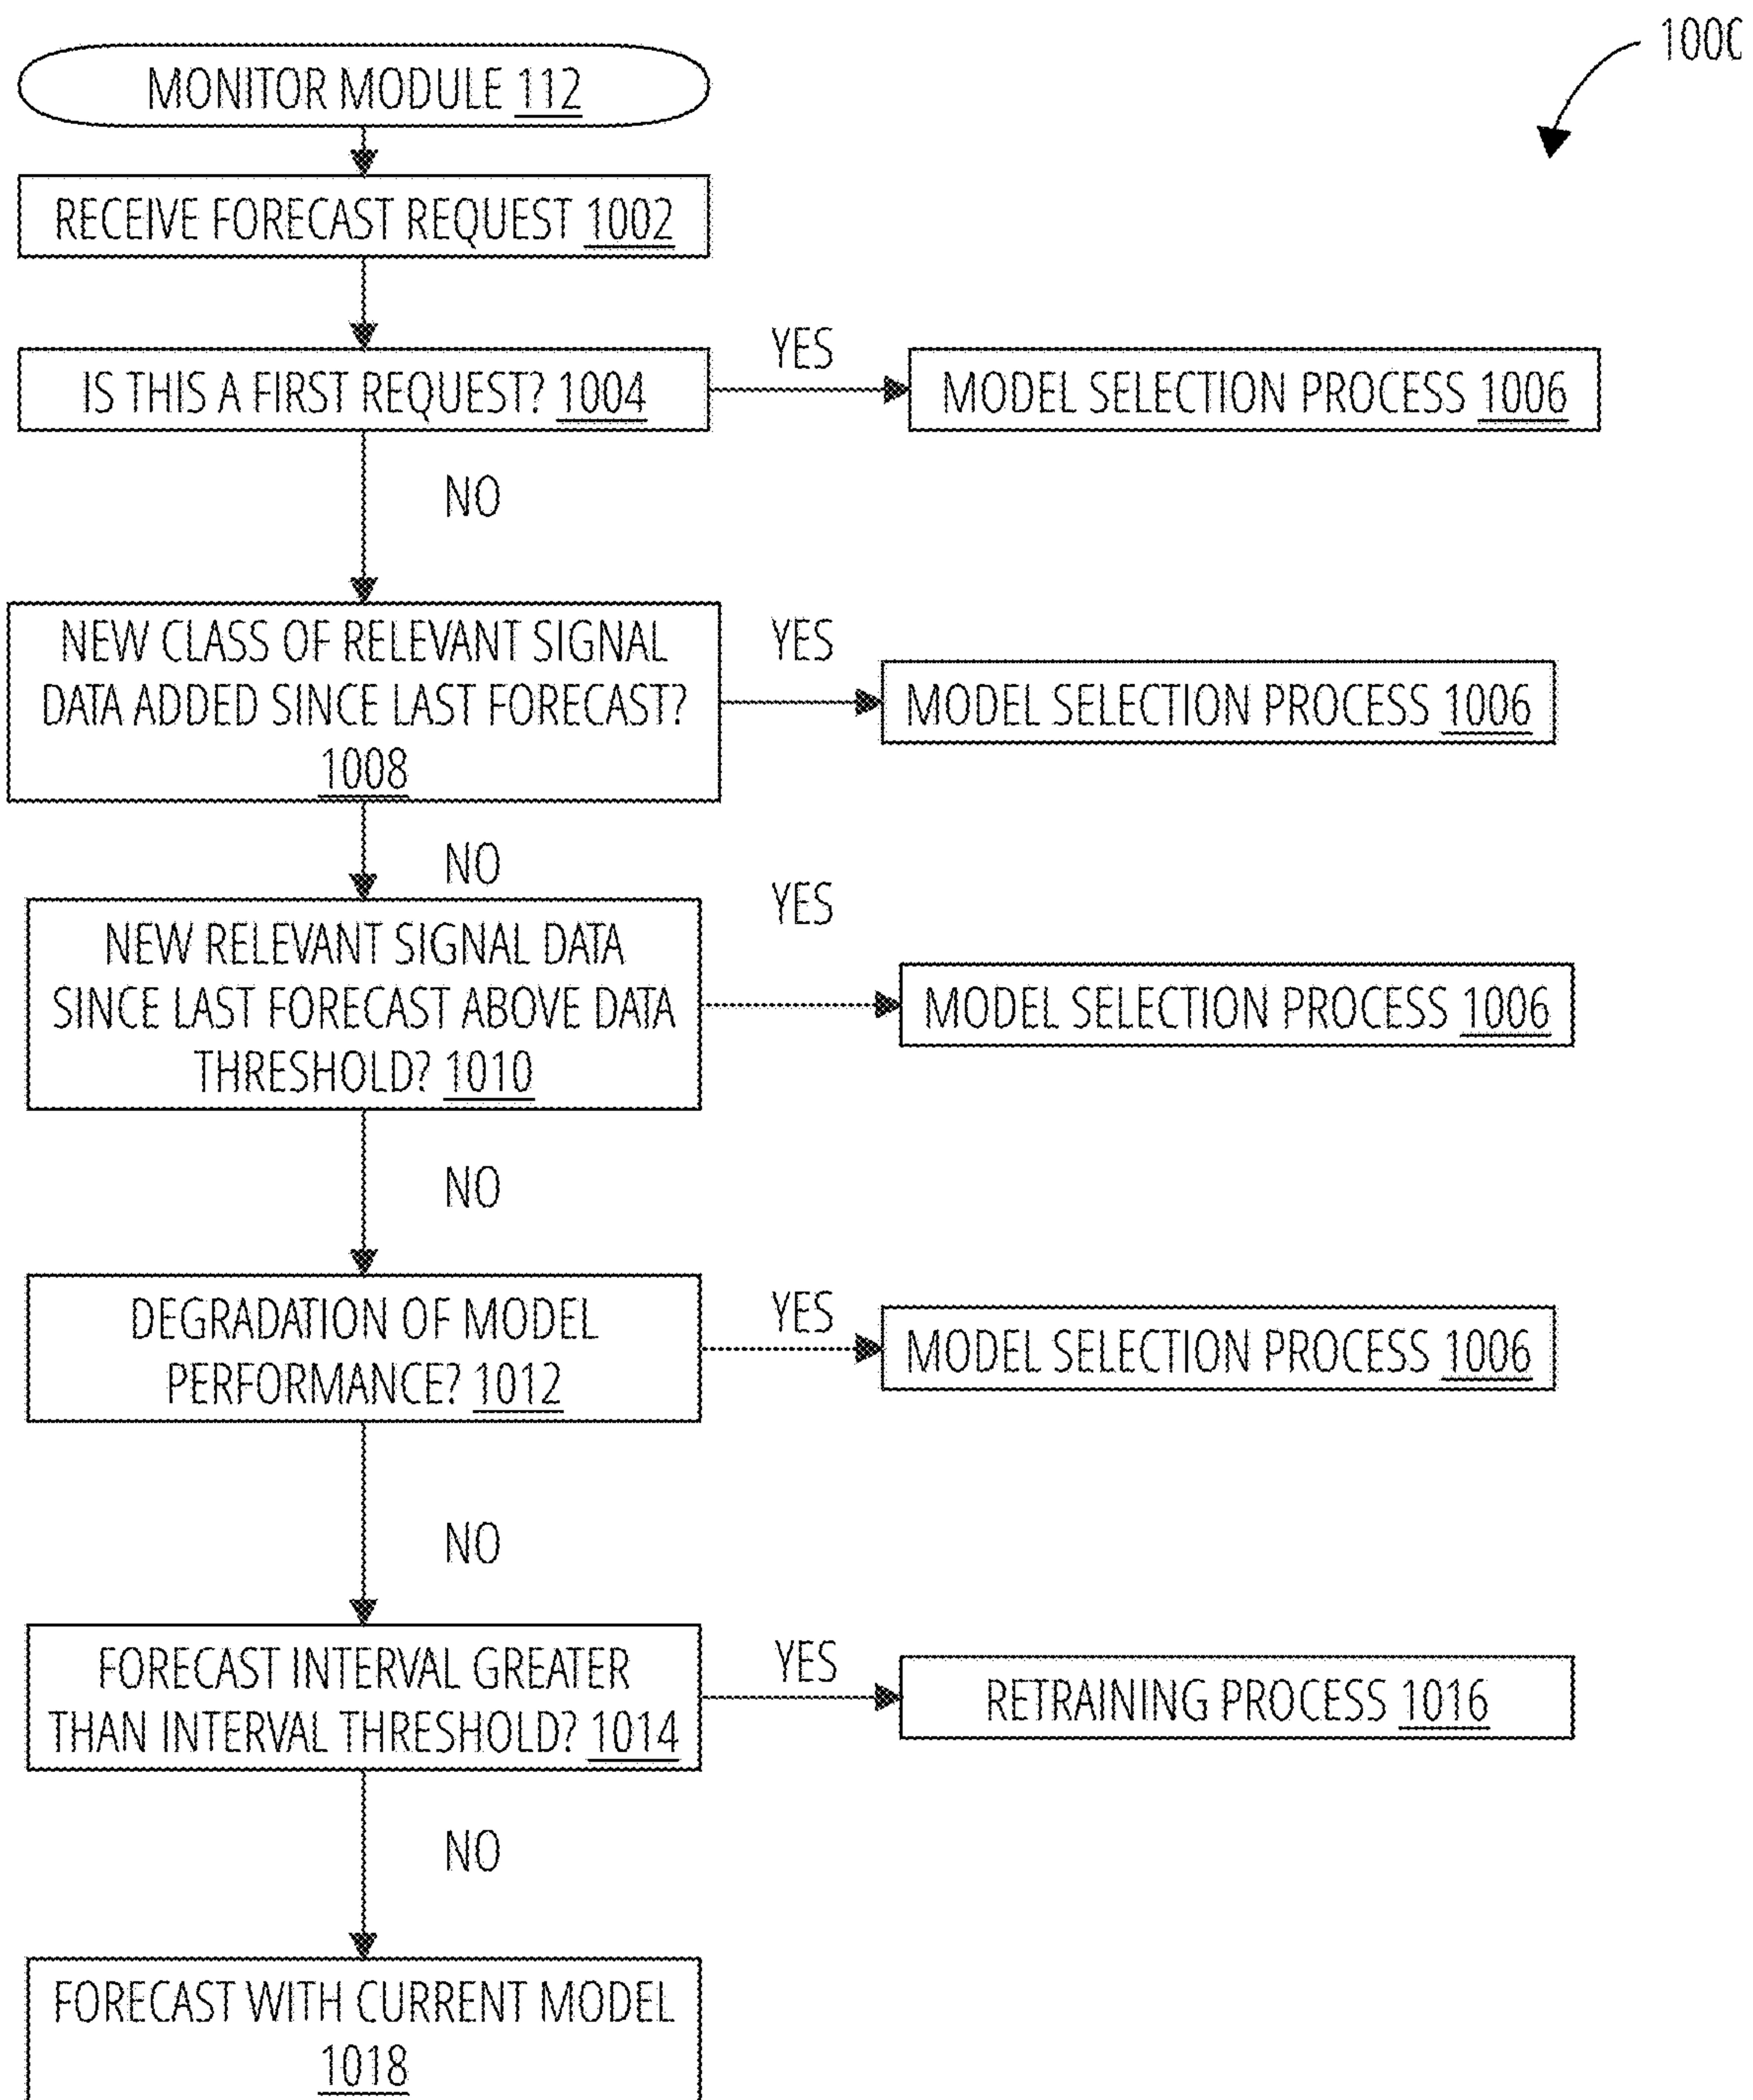 1000
MONITOR MODULE 112
RECEIVE FORECAST REQUEST 1002
IS THIS A FIRST REQUEST? 1004
YES
MODEL SELECTION PROCESS 1006
NO
NEW CLASS OF RELEVANT SIGNAL
DATA ADDED SINCE LAST FORECAST?
1008
YES
MODEL SELECTION PROCESS 1006
NO
NEW RELEVANT SIGNAL DATA
SINCE LAST FORECAST ABOVE DATA
THRESHOLD? 1010
YES
MODEL SELECTION PROCESS 1006
NO
DEGRADATION OF MODEL
PERFORMANCE? 1012
YES
MODEL SELECTION PROCESS 1006
NO
FORECAST INTERVAL GREATER
THAN INTERVAL THRESHOLD? 1014
YES
RETRAINING PROCESS 1016
NO
FORECAST WITH CURRENT MODEL
1018